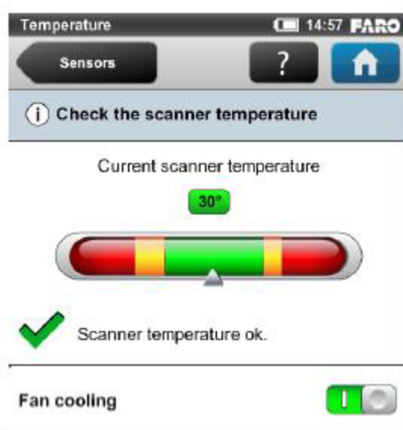 Temperature 14:57 FARO
Sensors ?
i Check the scanner temperature
Current scanner temperature
30°
Scanner temperature ok.
Fan cooling I